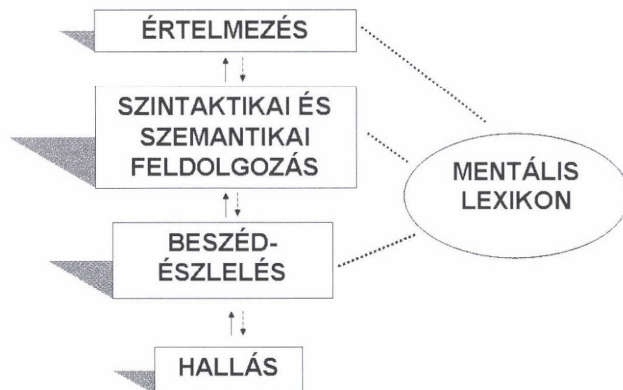 ÉRTELMEZÉS
SZINTAKTIKAI ÉS
SZEMANTIKAI
FELDOLGOZÁS
MENTÁLIS
LEXIKON
BESZÉD-
ÉSZLELÉS
HALLÁS